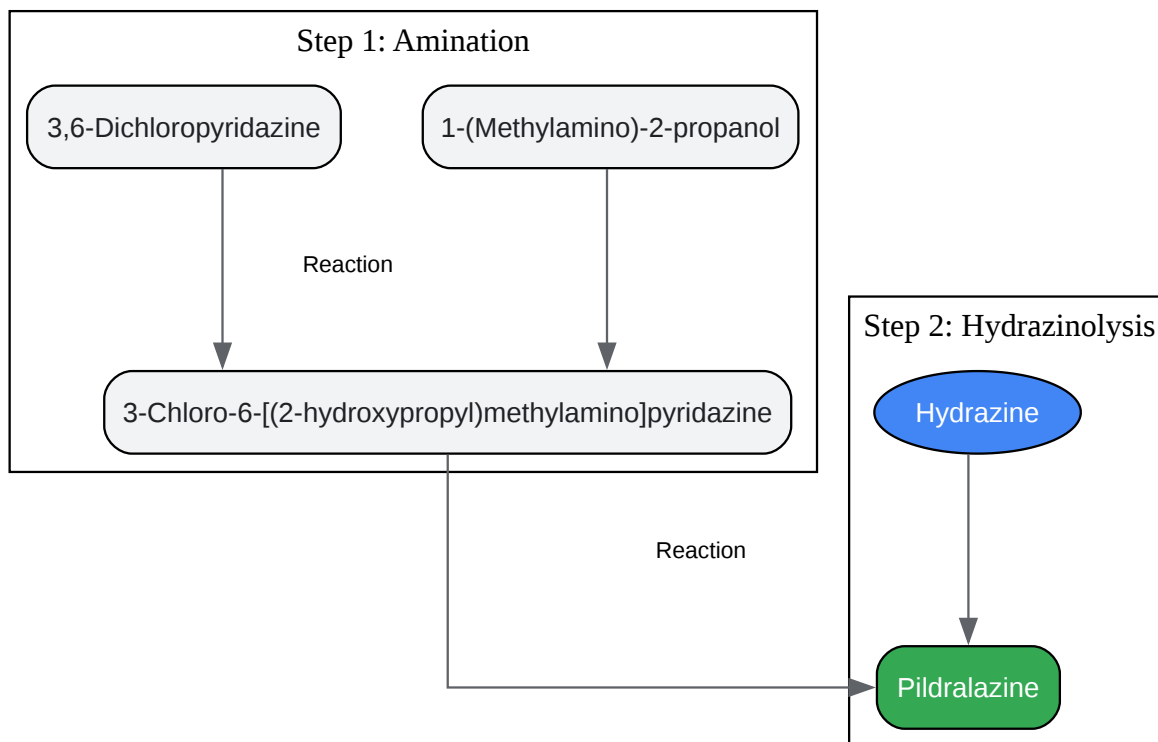 Step 1: Amination
3,6-Dichloropyridazine
1-(Methylamino)-2-propanol
Reaction
3-Chloro-6-[(2-hydroxypropyl)methylamino]pyridazine
Step 2: Hydrazinolysis
Hydrazine
Reaction
Pildralazine